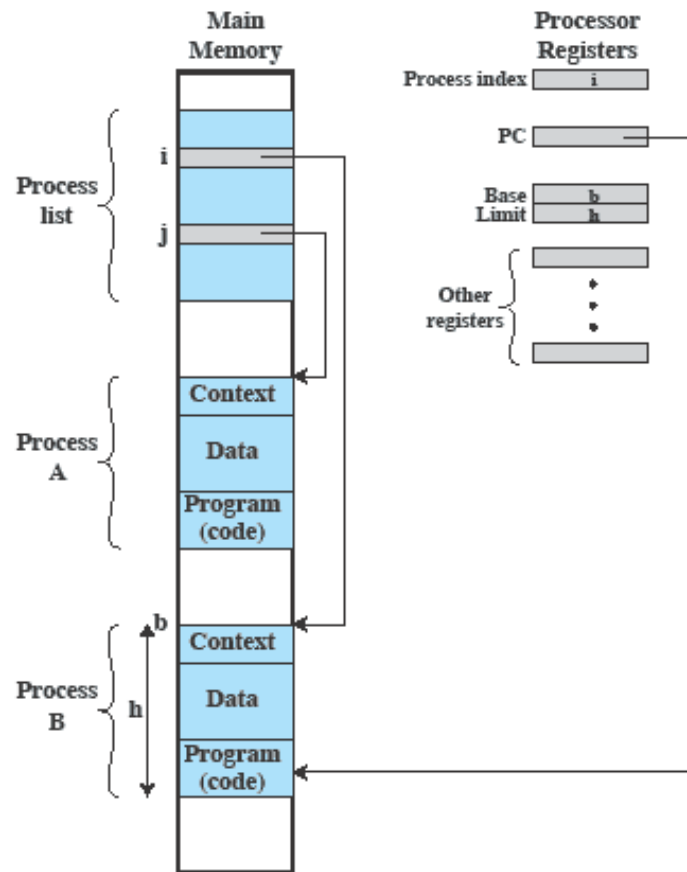 Main
Memory
Process
list
i
j
Process
A
Context
Data
Program
(code)
Process
B
b
h
Context
Data
Program
(code)
Processor
Registers
Process index
i
PC
Base
b
Limit
h
Other
registers